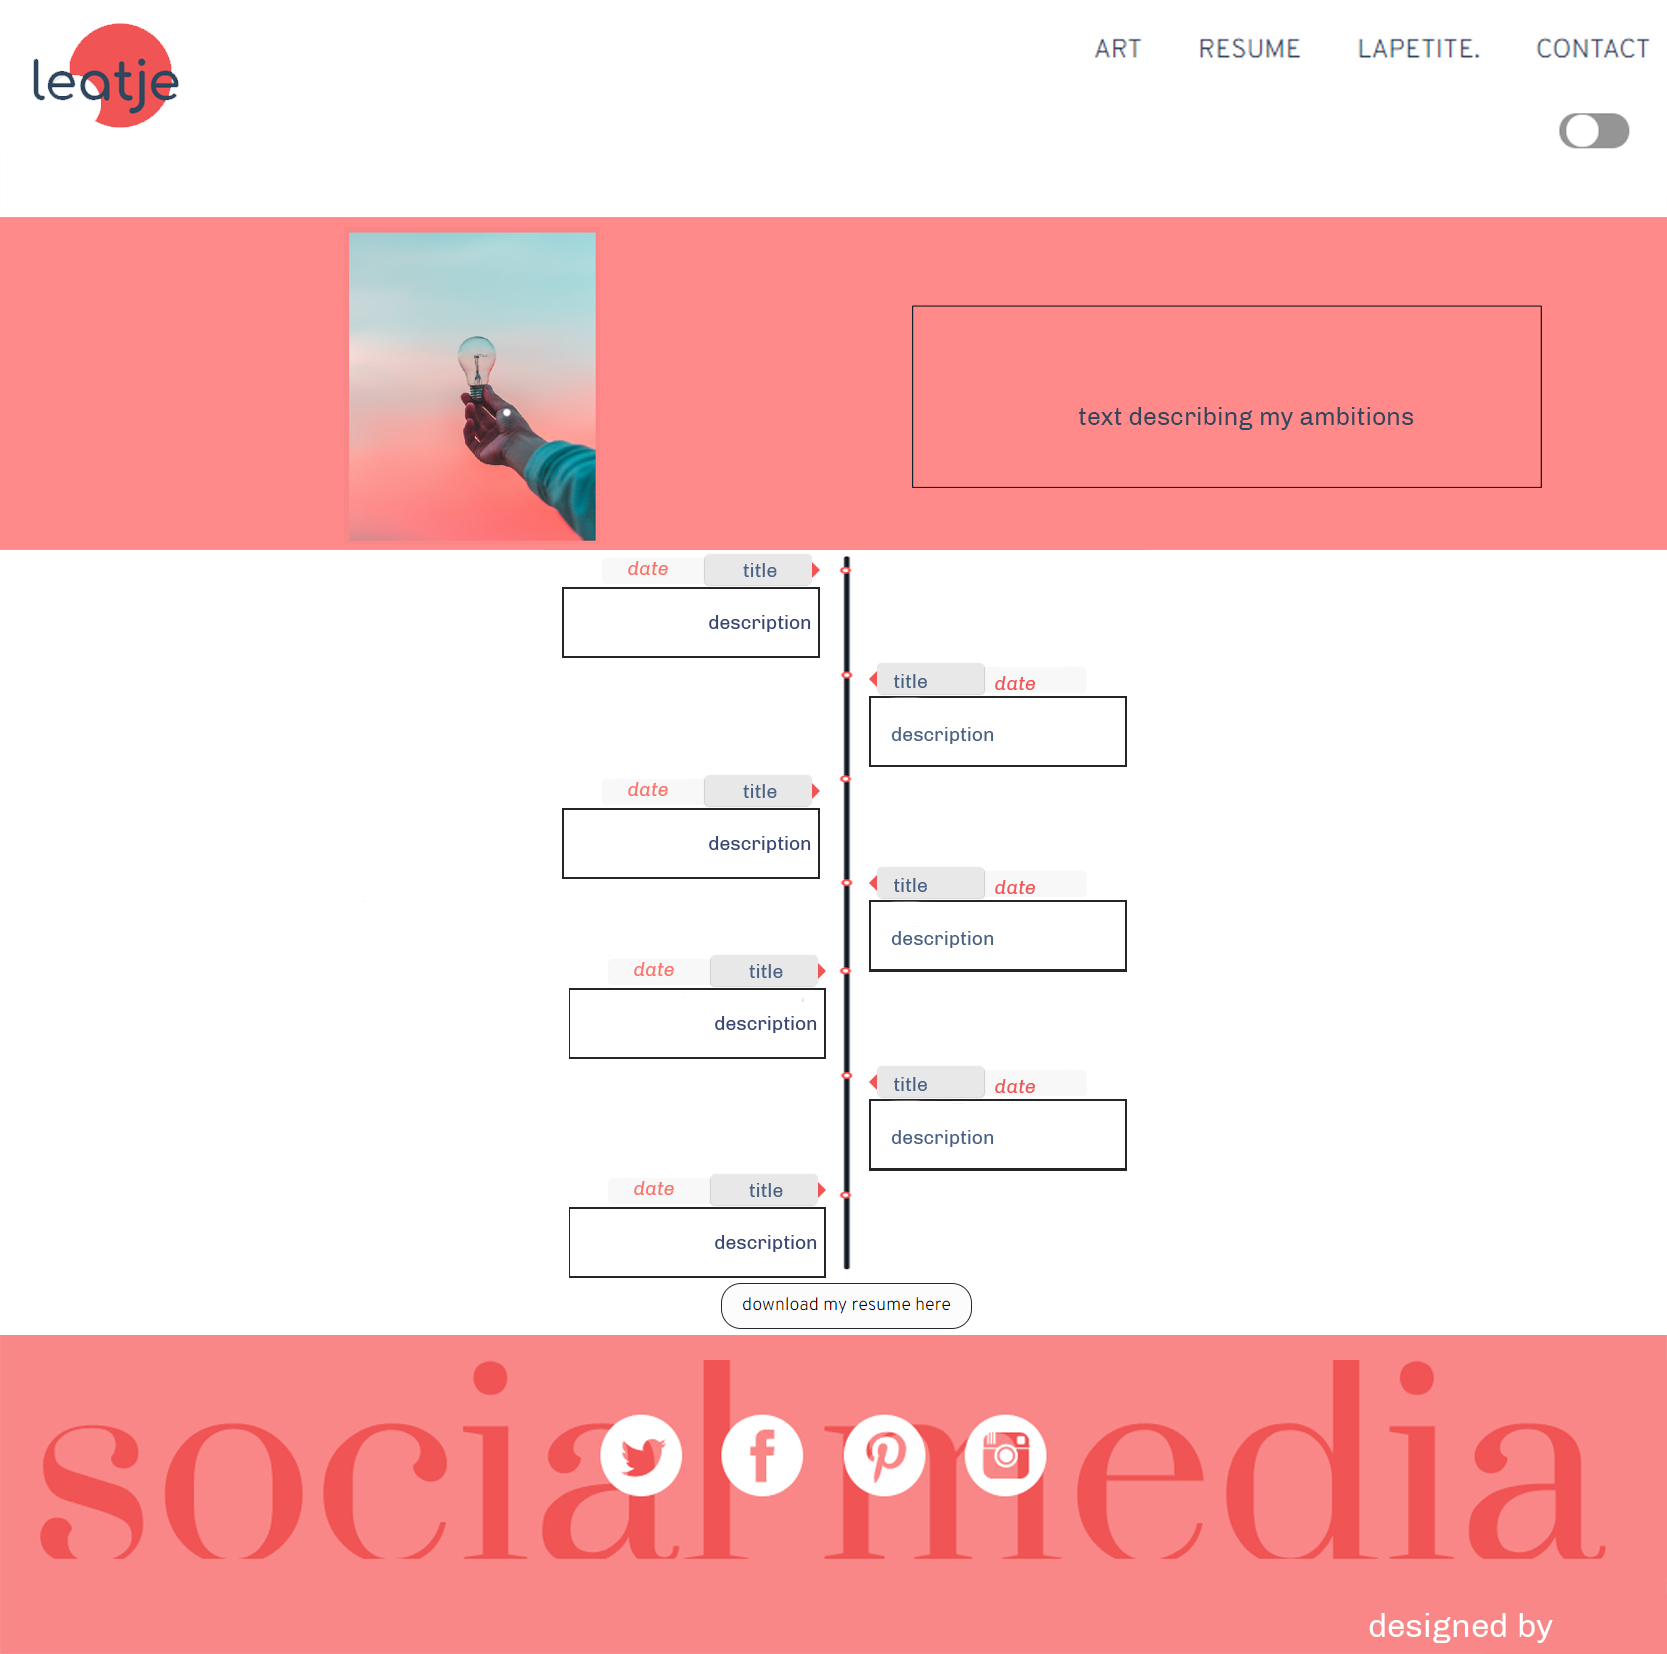 leatje
ART RESUME LAPETITE. CONTACT
text describing my ambitions
date title
description
title date
description
date title
description
title date
description
date title
description
title date
description
date title
description
download my resume here
social media
designed by